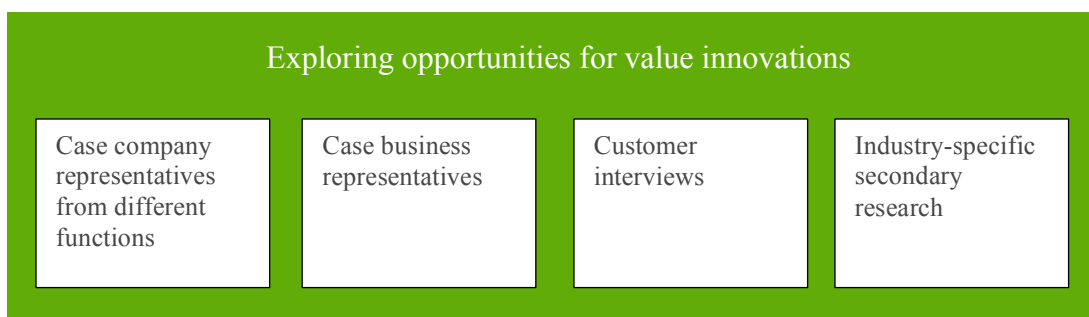 Exploring opportunities for value innovations
Case company
representatives
from different
functions
Case business
representatives
Customer
interviews
Industry-specific
secondary
research